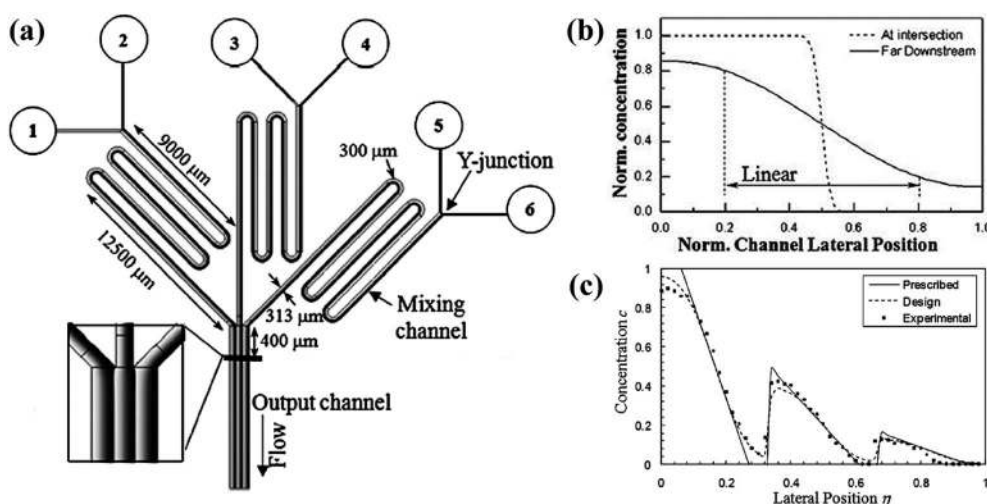 (a)
1
2
3
4
5
6
9000 µm
12500 µm
300 µm
Y-junction
313 µm
400 µm
Mixing channel
Output channel
Flow
(b)
At intersection
Far Downstream
Norm. concentration
1.0
0.8
0.6
0.4
0.2
0.0
Linear
0.0 0.2 0.4 0.6 0.8 1.0
Norm. Channel Lateral Position
(c)
Prescribed
Design
Experimental
Concentration c
1
0.8
0.6
0.4
0.2
0
0 0.2 0.4 0.6 0.8 1
Lateral Position η